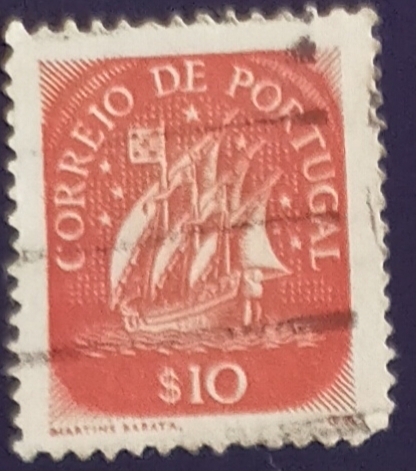 CORREIO DE PORTUGAL
$10
MARTINS BARATA.